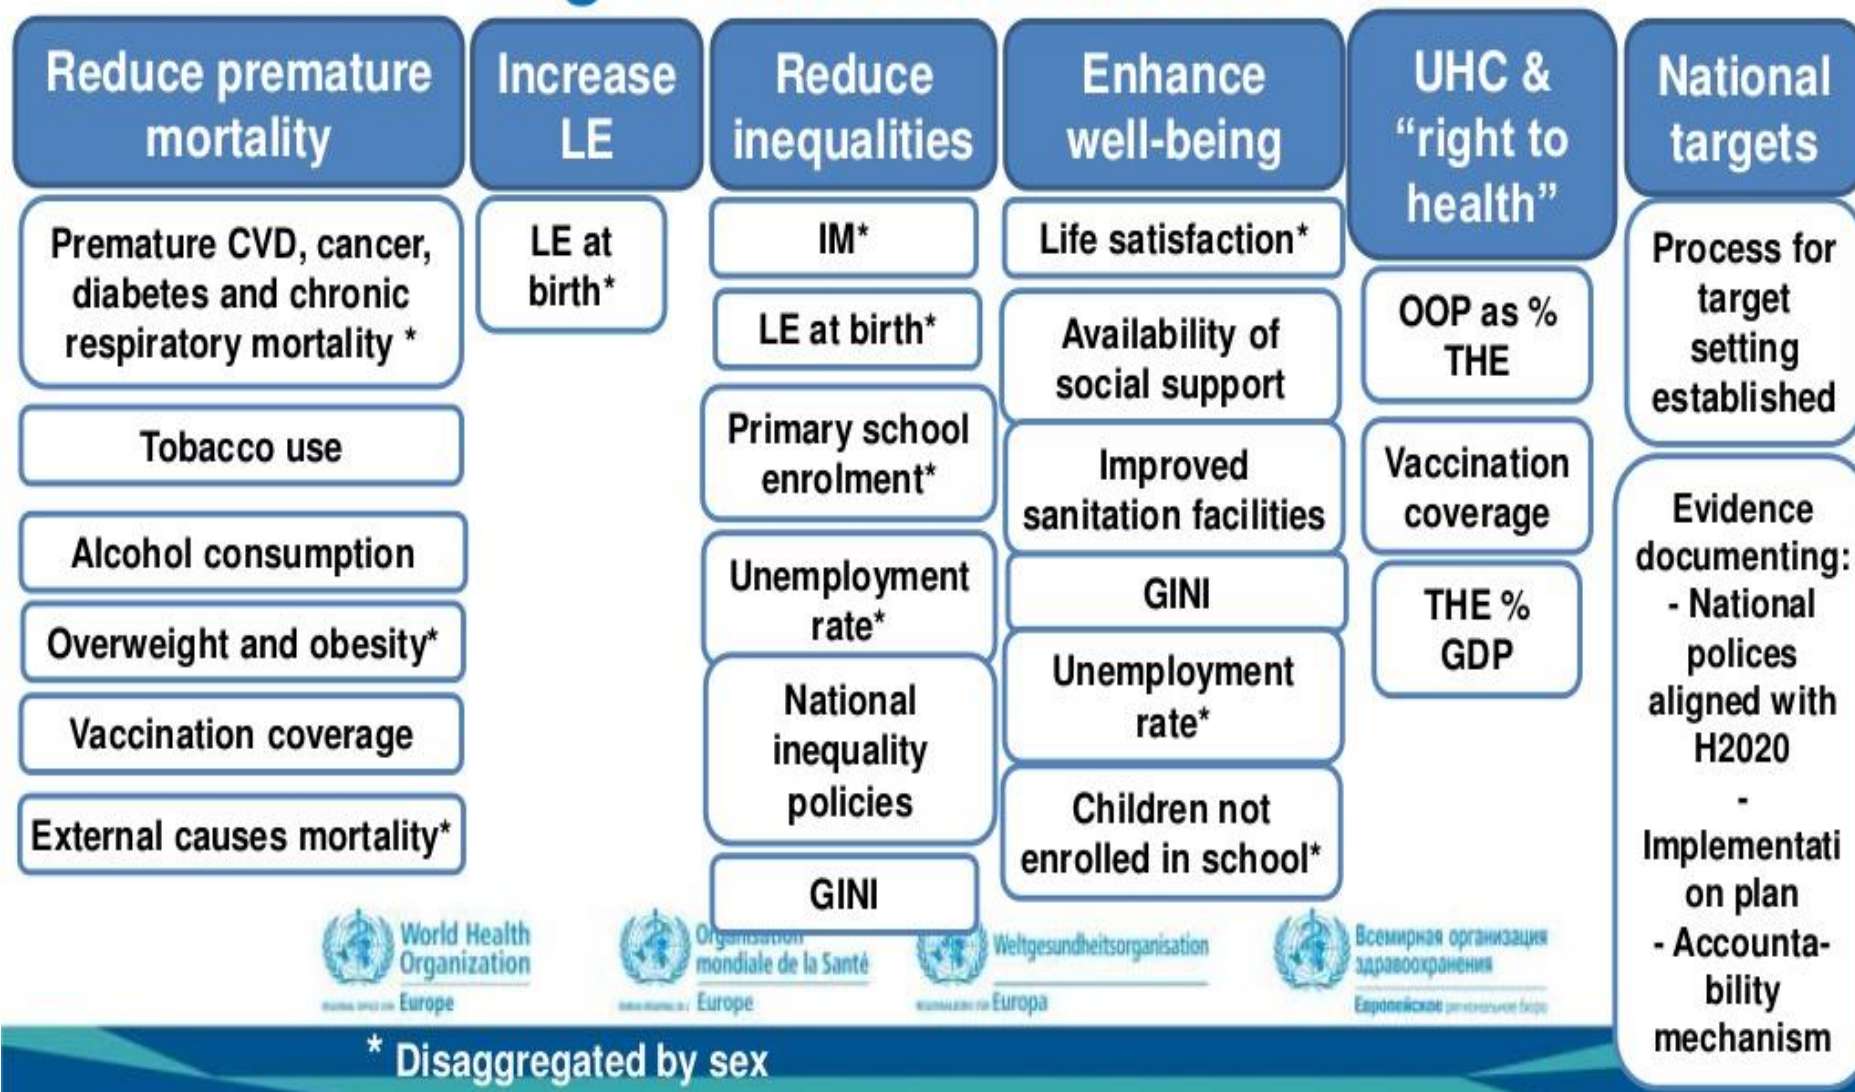 Reduce premature
mortality
Premature CVD, cancer,
diabetes and chronic
respiratory mortality *
Tobacco use
Alcohol consumption
Overweight and obesity*
Vaccination coverage
External causes mortality*
Increase
LE
LE at
birth*
Reduce
inequalities
IM*
LE at birth*
Primary school
enrolment*
Unemployment
rate*
National
inequality
policies
GINI
Enhance
well-being
Life satisfaction*
Availability of
social support
Improved
sanitation facilities
GINI
Unemployment
rate*
Children not
enrolled in school*
UHC &
“right to
health”
OOP as %
THE
Vaccination
coverage
THE %
GDP
National
targets
Process for
target
setting
established
Evidence
documenting:
- National
polices
aligned with
H2020
-
Implementati
on plan
- Accounta-
bility
mechanism
World Health
Organization
Europe
Organisation
mondiale de la Santé
Europe
Weltgesundheitsorganisation
Europa
Всемирная организация
здравоохранения
Европейское региональное бюро
* Disaggregated by sex